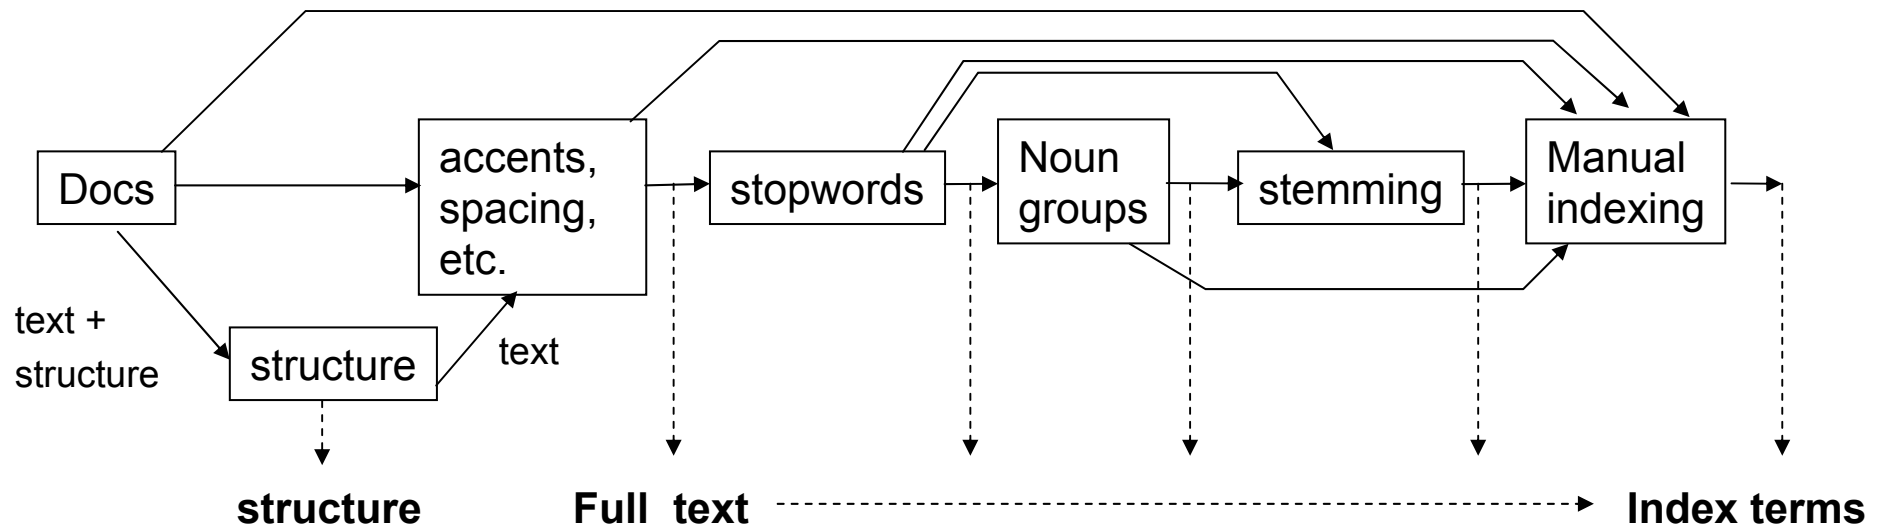 Docs
accents,
spacing,
etc.
stopwords
Noun
groups
stemming
Manual
indexing
text +
structure
structure
text
structure
Full text
Index terms